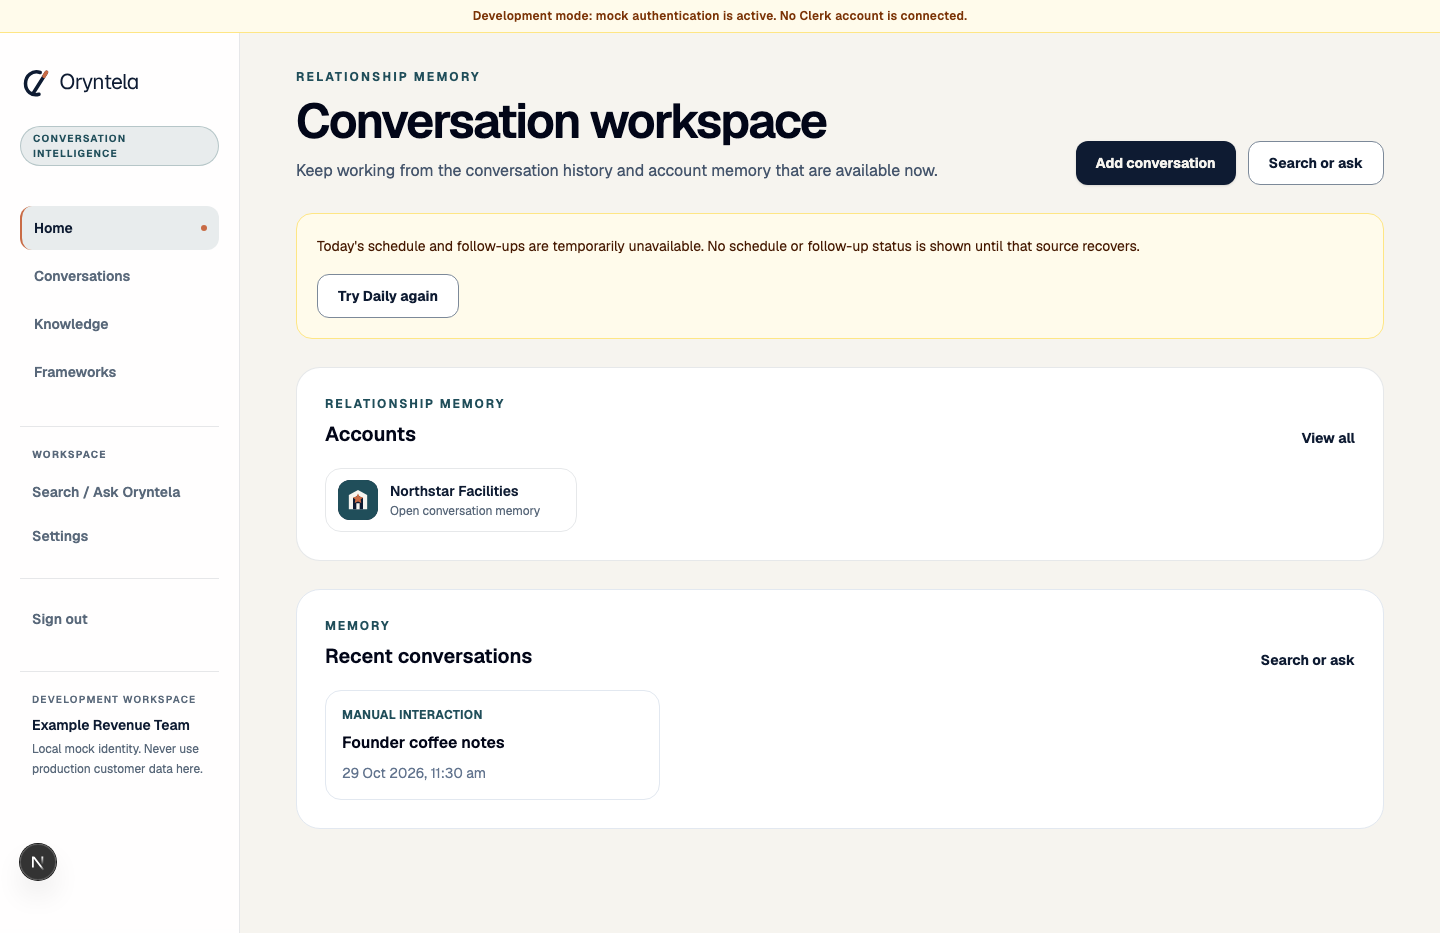 Development mode: mock authentication is active. No Clerk account is connected.
Oryntela
CONVERSATION
INTELLIGENCE
Home
Conversations
Knowledge
Frameworks
WORKSPACE
Search / Ask Oryntela
Settings
Sign out
DEVELOPMENT WORKSPACE
Example Revenue Team
Local mock identity. Never use
production customer data here.
N
RELATIONSHIP MEMORY
Conversation workspace
Keep working from the conversation history and account memory that are available now.
Add conversation
Search or ask
Today's schedule and follow-ups are temporarily unavailable. No schedule or follow-up status is shown until that source recovers.
Try Daily again
RELATIONSHIP MEMORY
Accounts
View all
Northstar Facilities
Open conversation memory
MEMORY
Recent conversations
Search or ask
MANUAL INTERACTION
Founder coffee notes
29 Oct 2026, 11:30 am